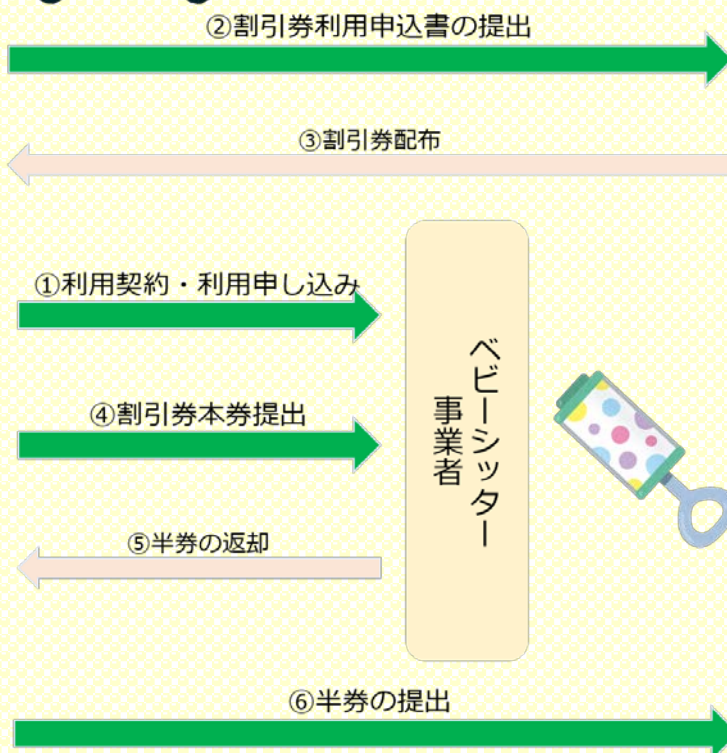 ②割引券利用申込書の提出
③割引券配布
①利用契約・利用申し込み
④割引券本券提出
ベビーシッター
事業者
⑤半券の返却
⑥半券の提出